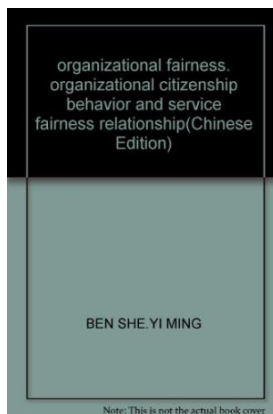 organizational fairness.
organizational citizenship
behavior and service
fairness relationship(Chinese
Edition)
BEN SHE.YI MING
Note: This is not the actual book cover